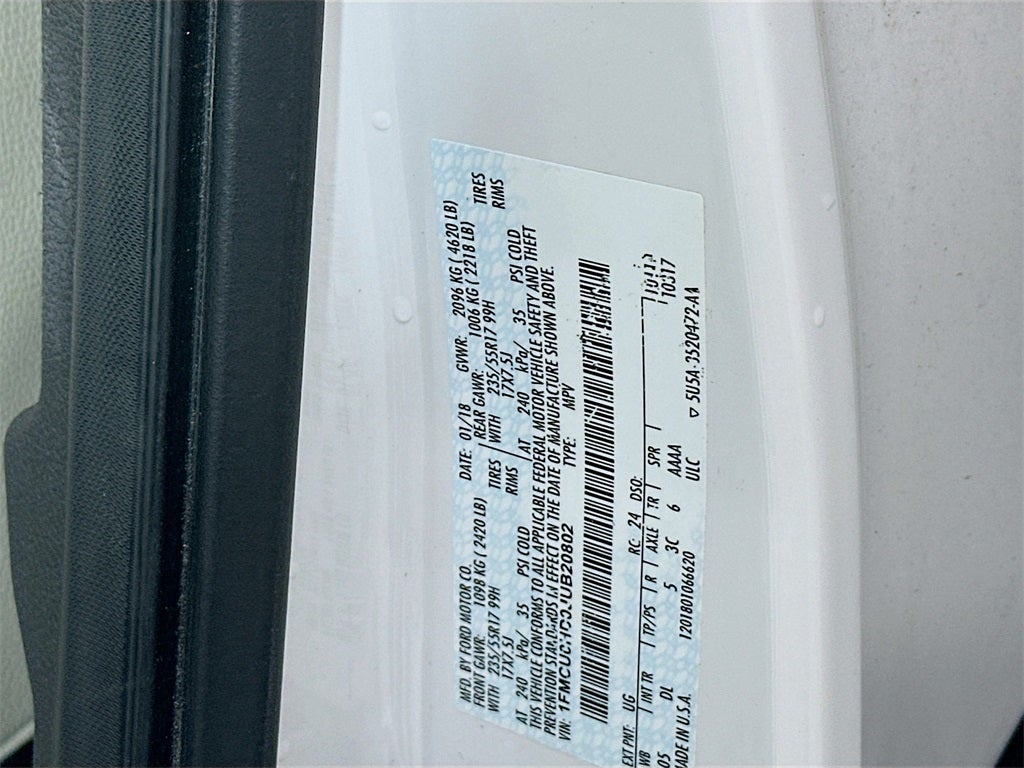 MFD. BY FORD MOTOR CO. DATE: 01/18 GVWR: 2096 KG ( 4620 LB)
FRONT GAWR: 1098 KG ( 2420 LB) REAR GAWR: 1006 KG ( 2218 LB)
WITH 235/55R17 99H TIRES WITH 235/55R17 99H TIRES
17X7.5J RIMS 17X7.5J RIMS
AT 240 kPa/ 35 PSI COLD AT 240 kPa/ 35 PSI COLD
THIS VEHICLE CONFORMS TO ALL APPLICABLE FEDERAL MOTOR VEHICLE SAFETY AND THEFT
PREVENTION STANDARDS IN EFFECT ON THE DATE OF MANUFACTURE SHOWN ABOVE.
VIN: TYPE: MPV
EXT PNT: UG RC: 24 DSO:
WB INT TR TP/PS R AXLE TR SPR 10317
05 DL 5 3C 6 AAAA
MADE IN U.S.A. 120180106620 ULC ▽ 5U5A-3520472-AA